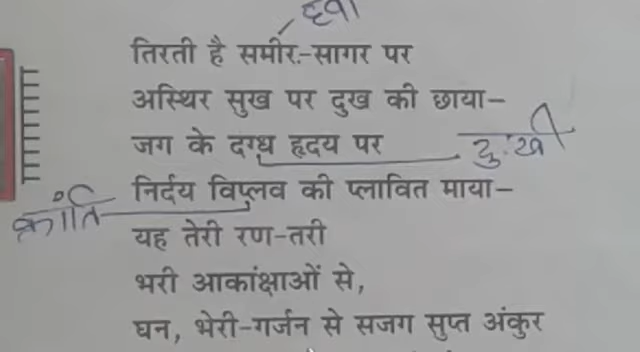 हवा
तिरती है समीर-सागर पर
अस्थिर सुख पर दुख की छाया-
जग के दग्ध हृदय पर
दुःखी
निर्दय विप्लव की प्लावित माया-
क्रांति
यह तेरी रण-तरी
भरी आकांक्षाओं से,
घन, भेरी-गर्जन से सजग सुप्त अंकुर